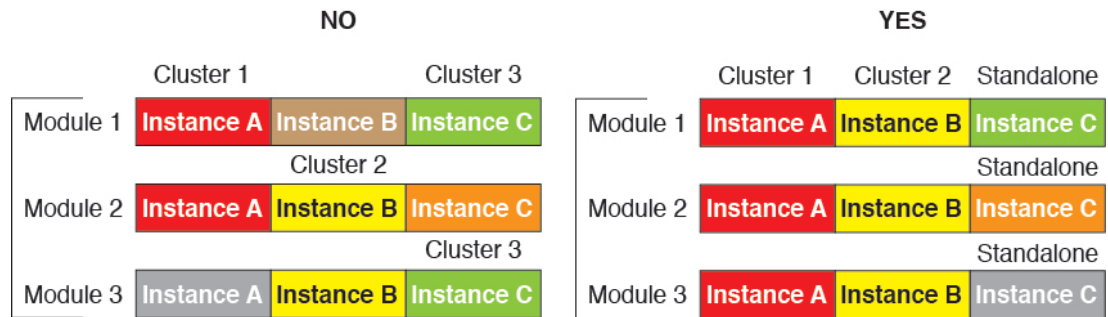 NO
Cluster 1 Cluster 3
Module 1 Instance A Instance B Instance C
Cluster 2
Module 2 Instance A Instance B Instance C
Cluster 3
Module 3 Instance A Instance B Instance C
YES
Cluster 1 Cluster 2 Standalone
Module 1 Instance A Instance B Instance C
Standalone
Module 2 Instance A Instance B Instance C
Standalone
Module 3 Instance A Instance B Instance C